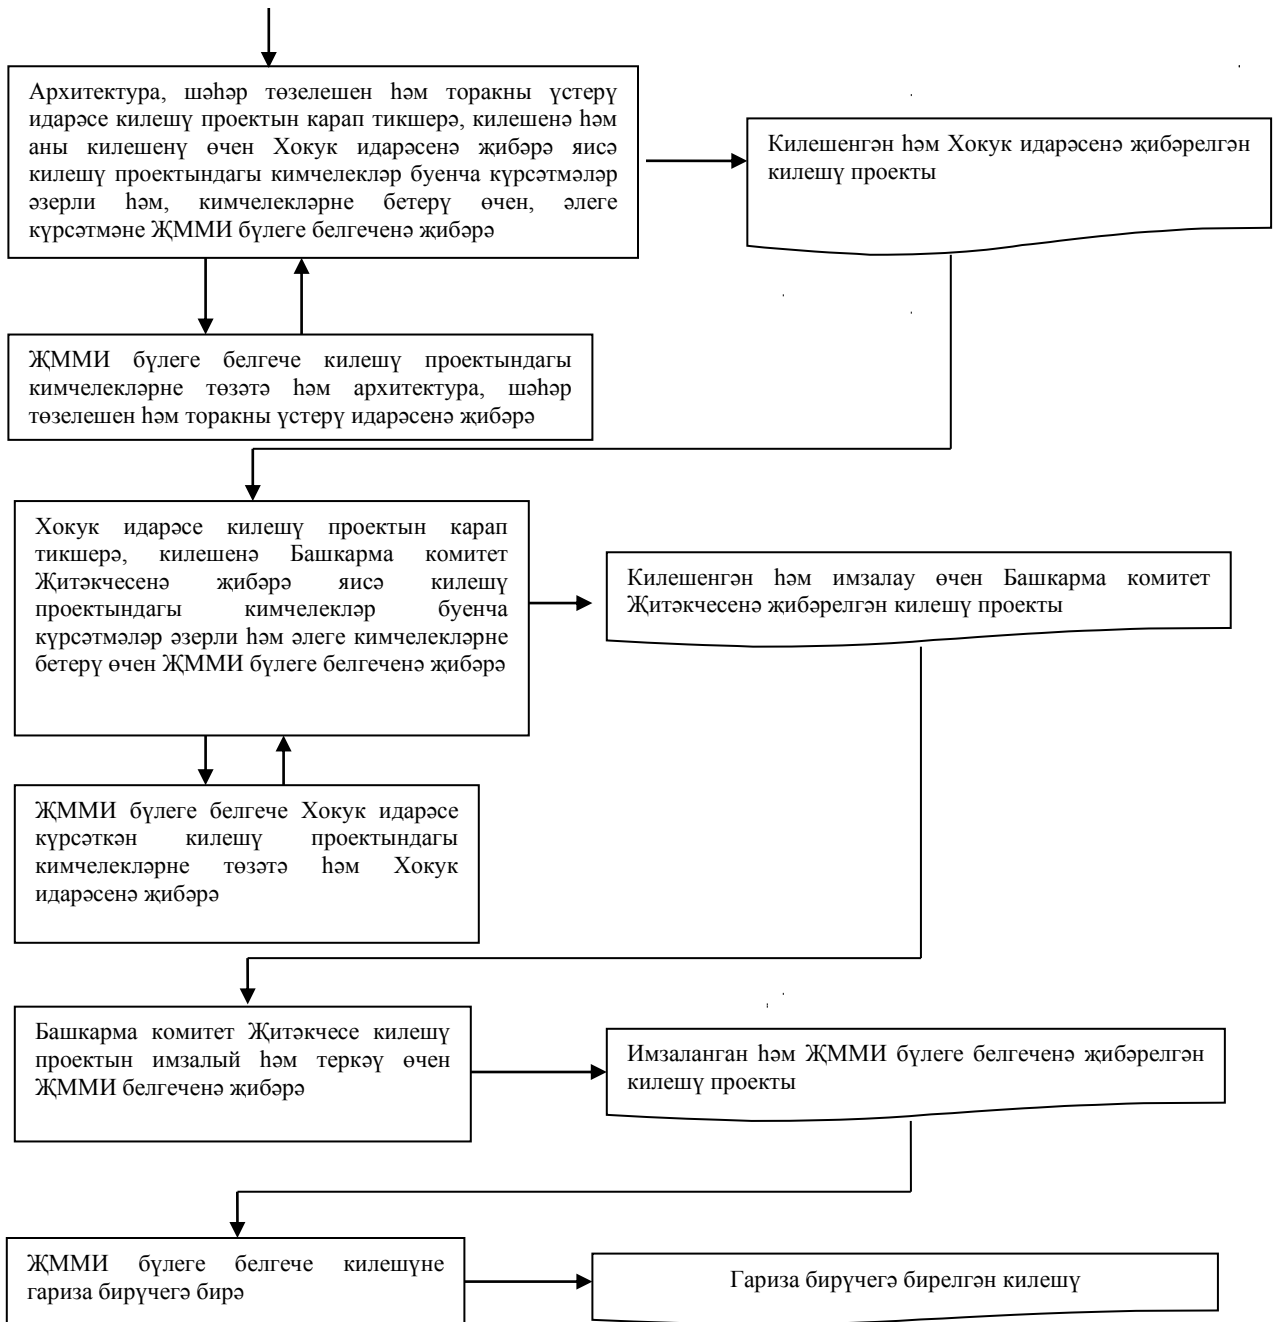 Архитектура, шәһәр төзелешен һәм торакны үстерү
идарәсе килешү проектын карап тикшерә, килешенә һәм
аны килешенү өчен Хокук идарәсенә җибәрә яисә
килешү проектындагы кимчелекләр буенча күрсәтмәләр
әзерли һәм, кимчелекләрне бетерү өчен, әлеге
күрсәтмәне ҖММИ бүлеге белгеченә җибәрә
Килешенгән һәм Хокук идарәсенә җибәрелгән
килешү проекты
ҖММИ бүлеге белгече килешү проектындагы
кимчелекләрне төзәтә һәм архитектура, шәһәр
төзелешен һәм торакны үстерү идарәсенә җибәрә
Хокук идарәсе килешү проектын карап
тикшерә, килешенә Башкарма комитет
Җитәкчесенә җибәрә яисә килешү
проектындагы кимчелекләр буенча
күрсәтмәләр әзерли һәм әлеге кимчелекләрне
бетерү өчен ҖММИ бүлеге белгеченә җибәрә
Килешенгән һәм имзалау өчен Башкарма комитет
Җитәкчесенә җибәрелгән килешү проекты
ҖММИ бүлеге белгече Хокук идарәсе
күрсәткән килешү проектындагы
кимчелекләрне төзәтә һәм Хокук
идарәсенә җибәрә
Башкарма комитет Җитәкчесе килешү
проектын имзалый һәм теркәү өчен
ҖММИ белгеченә җибәрә
Имзаланган һәм ҖММИ бүлеге белгеченә җибәрелгән
килешү проекты
ҖММИ бүлеге белгече килешүне
гариза бирүчегә бирә
Гариза бирүчегә бирелгән килешү